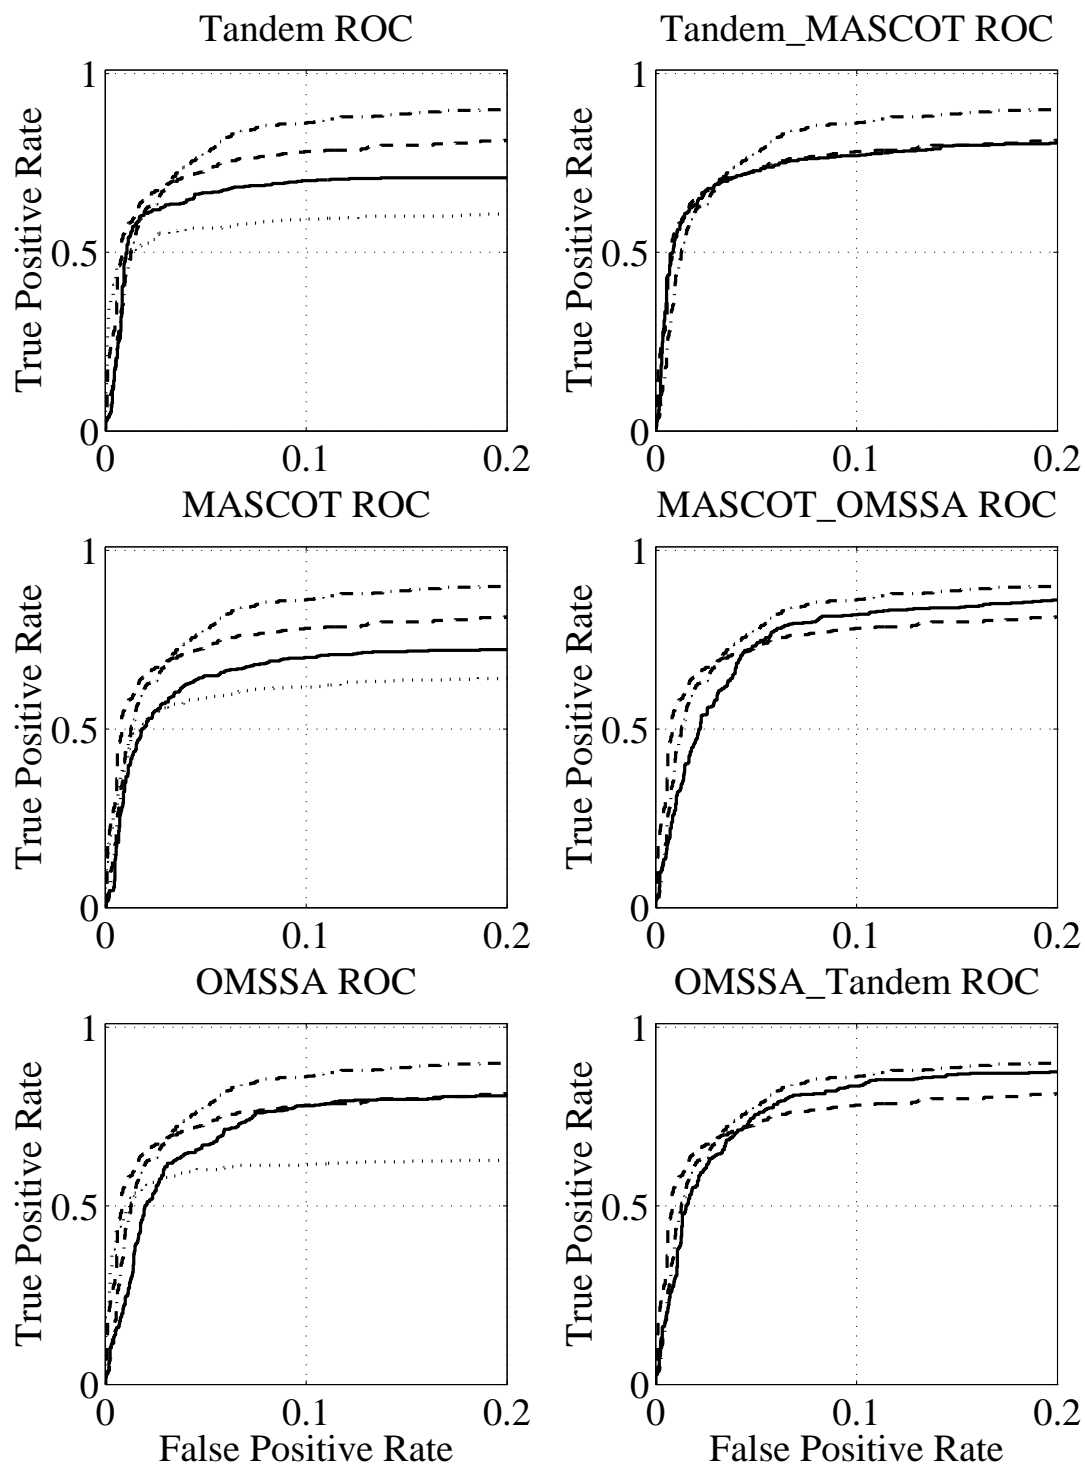 Tandem ROC
True Positive Rate
1
0.5
0
0
0.1
0.2
Tandem_MASCOT ROC
True Positive Rate
1
0.5
0
0
0.1
0.2
MASCOT ROC
True Positive Rate
1
0.5
0
0
0.1
0.2
MASCOT_OMSSA ROC
True Positive Rate
1
0.5
0
0
0.1
0.2
OMSSA ROC
True Positive Rate
1
0.5
0
0
0.1
0.2
False Positive Rate
OMSSA_Tandem ROC
True Positive Rate
1
0.5
0
0
0.1
0.2
False Positive Rate